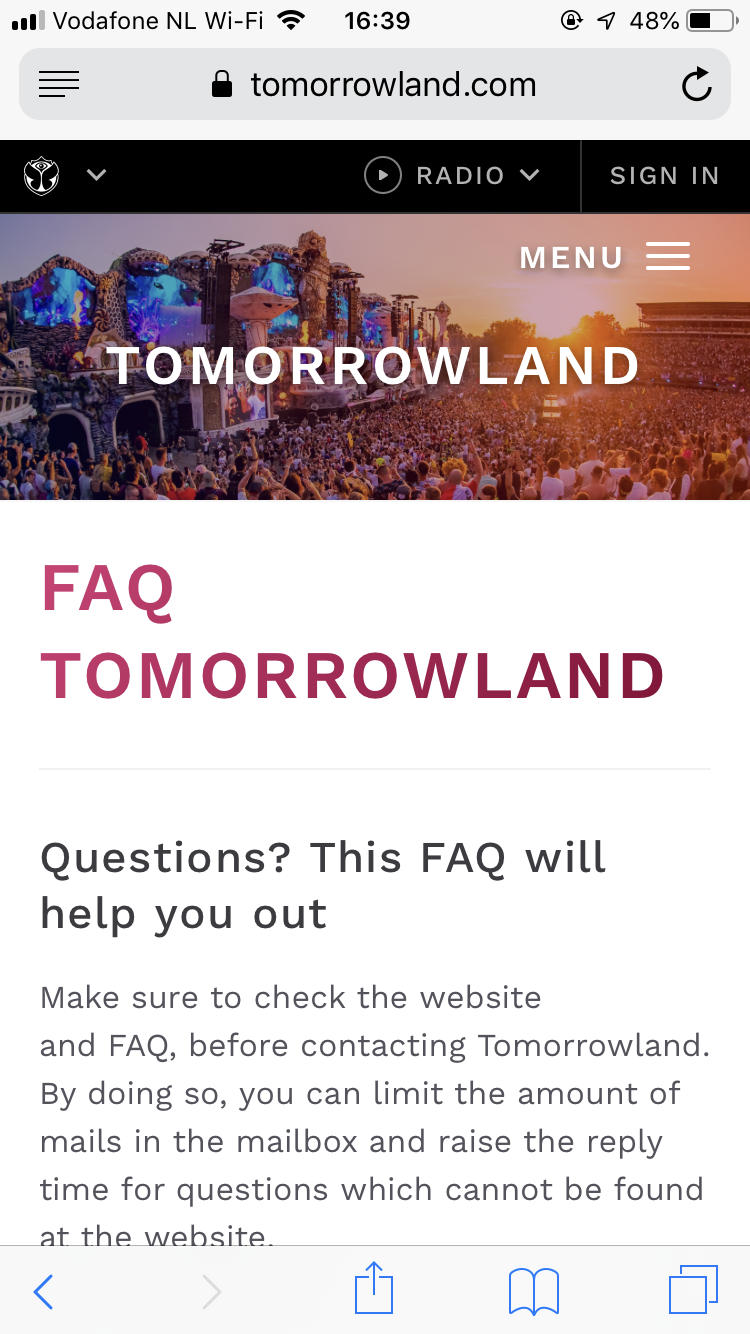 Vodafone NL Wi-Fi 16:39 48%
tomorrowland.com
RADIO SIGN IN
MENU
TOMORROWLAND
FAQ
TOMORROWLAND
Questions? This FAQ will
help you out
Make sure to check the website
and FAQ, before contacting Tomorrowland.
By doing so, you can limit the amount of
mails in the mailbox and raise the reply
time for questions which cannot be found
at the website.